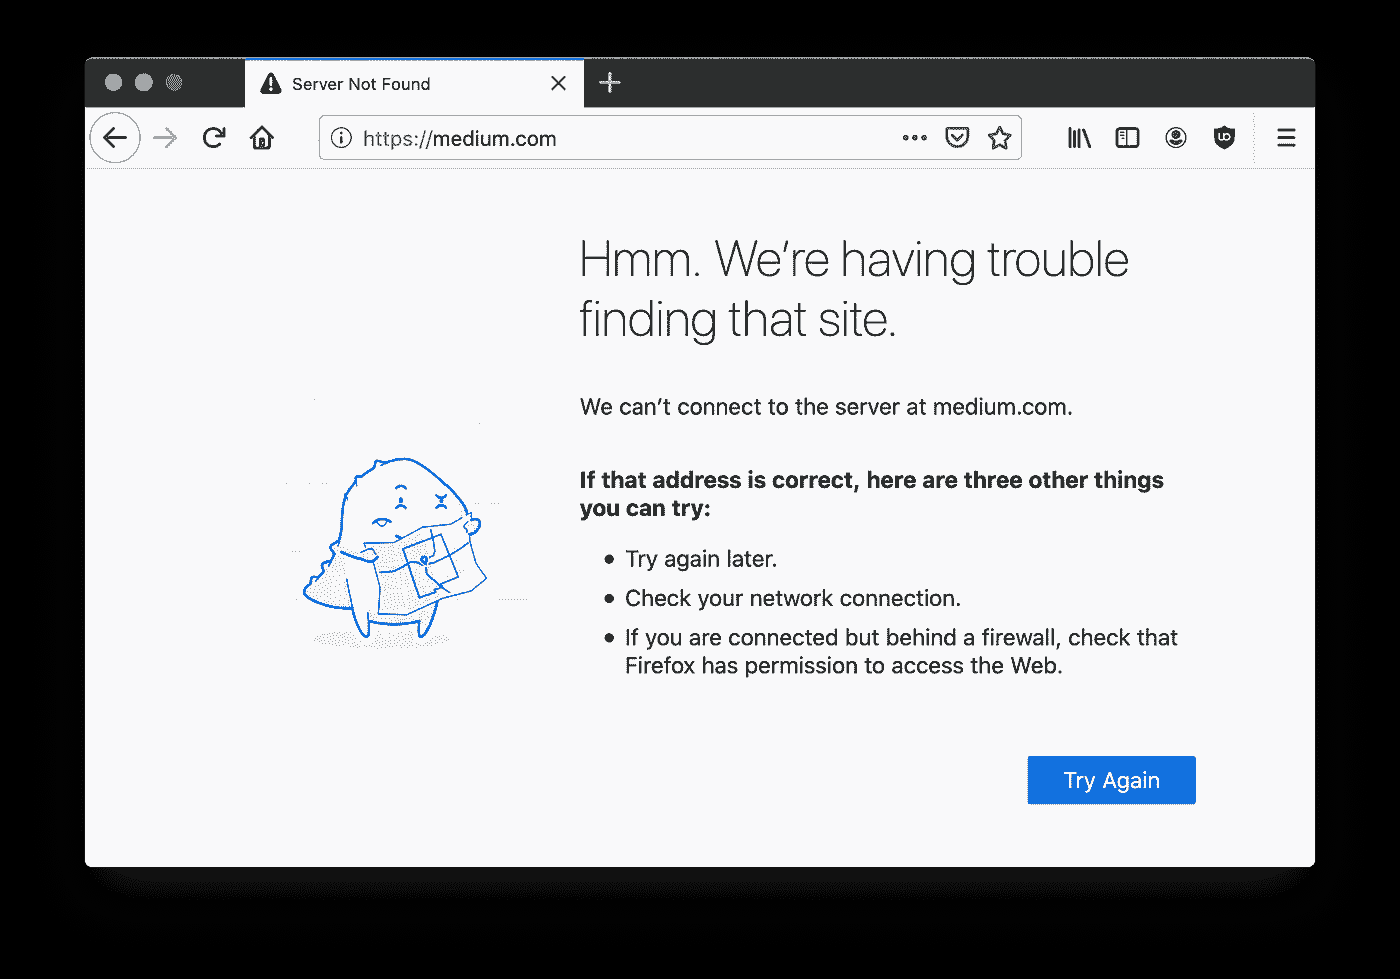 Server Not Found
https://medium.com
Hmm. We're having trouble
finding that site.
We can't connect to the server at medium.com.
If that address is correct, here are three other things
you can try:
Try again later.
Check your network connection.
If you are connected but behind a firewall, check that
Firefox has permission to access the Web.
Try Again